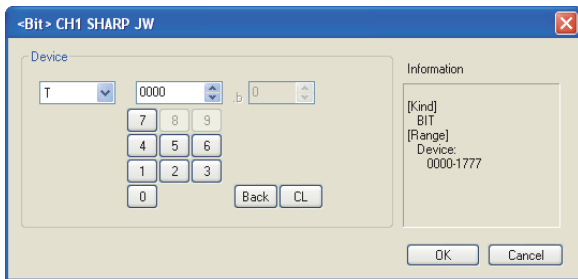 <Bit> CH1 SHARP JW
Device
T 0000 .b 0
7 8 9
4 5 6
1 2 3
0 Back CL
Information
[Kind]
BIT
[Range]
Device:
0000-1777
OK Cancel